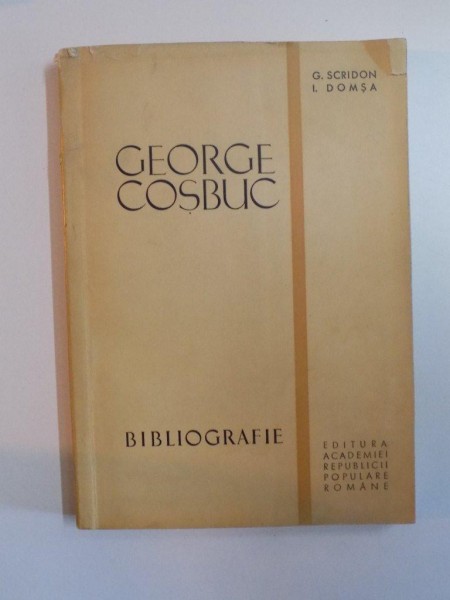 G. SCRIDON
I. DOMȘA
GEORGE
COȘBUC
BIBLIOGRAFIE
EDITURA
ACADEMIEI
REPUBLICII
POPULARE
ROMÂNE